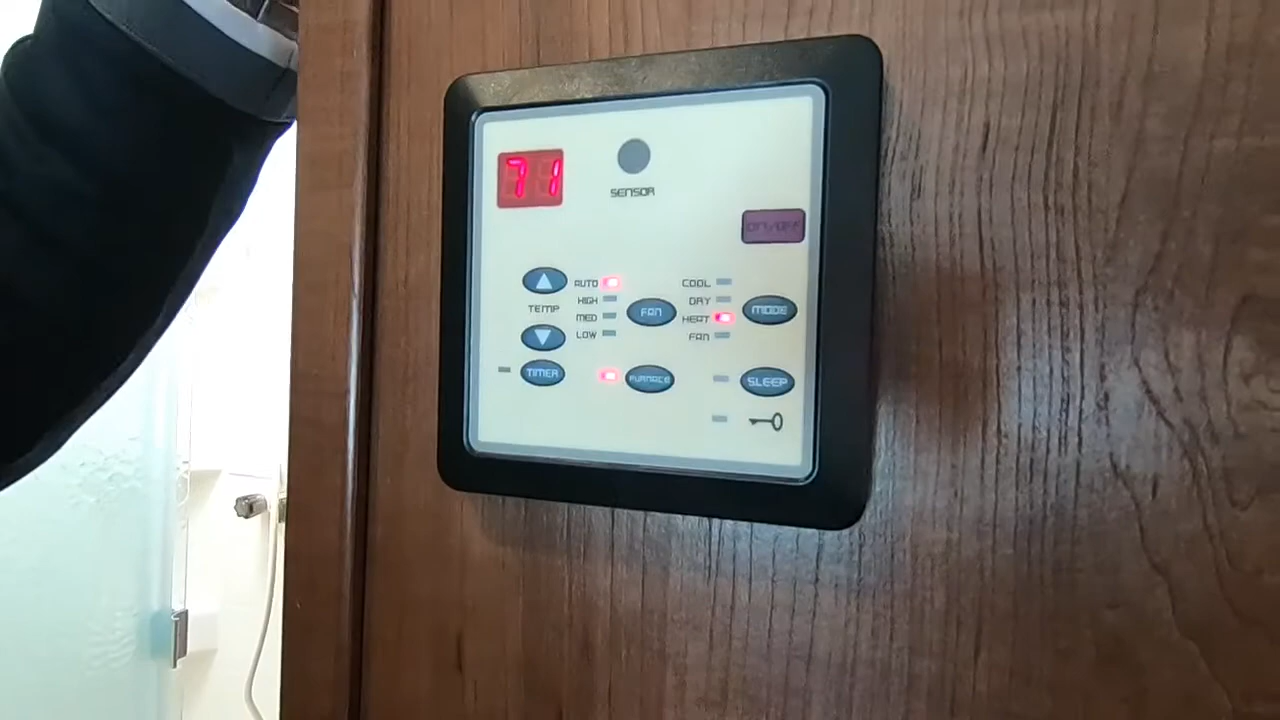 71
SENSOR
ON/OFF
AUTO
HIGH
MED
LOW
TEMP
FAN
COOL
DRY
HEAT
FAN
MODE
TIMER
FURNACE
SLEEP